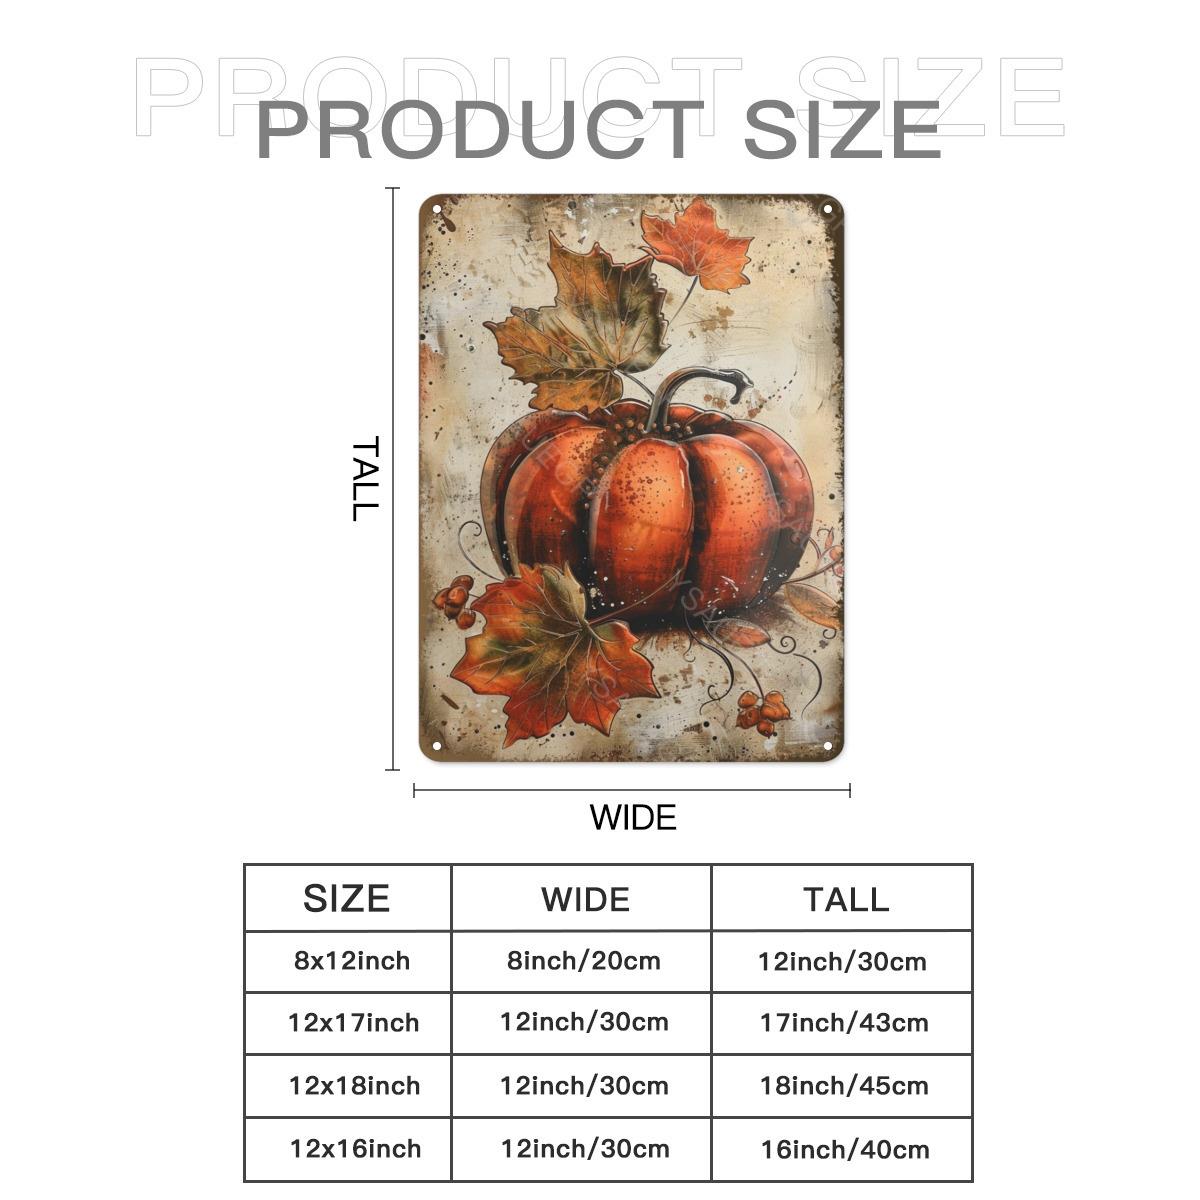 PRODUCT SIZE
PRODUCT SIZE
TALL
WIDE
SIZE WIDE TALL
8x12inch 8inch/20cm 12inch/30cm
12x17inch 12inch/30cm 17inch/43cm
12x18inch 12inch/30cm 18inch/45cm
12x16inch 12inch/30cm 16inch/40cm